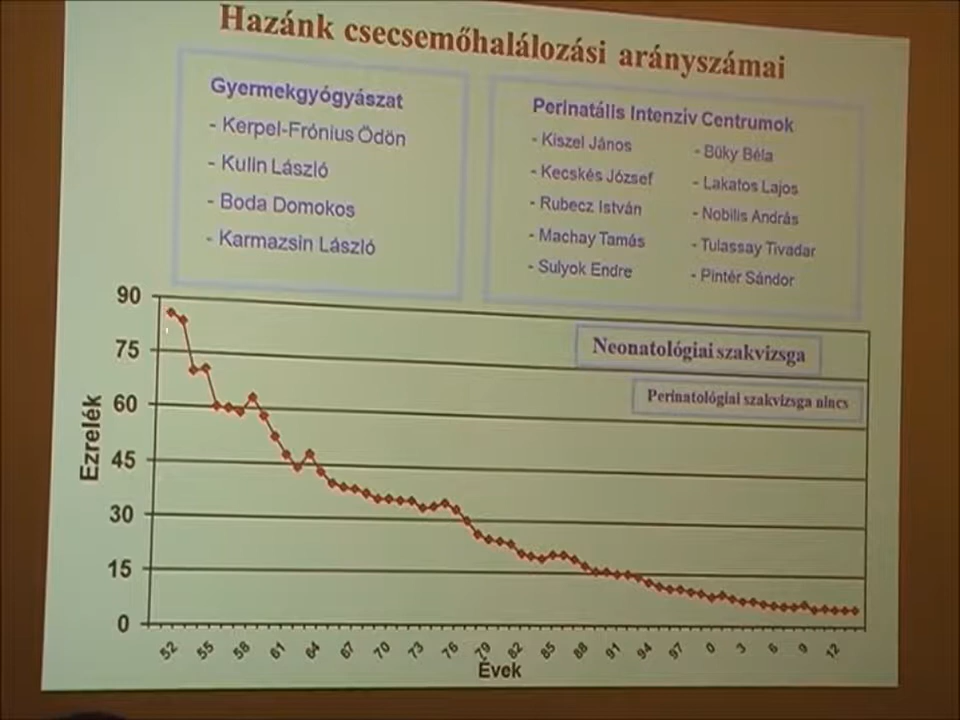 Hazánk csecsemőhalálozási arányszámai
Gyermekgyógyászat
- Kerpel-Frónius Ödön
- Kulin László
- Boda Domokos
- Karmazsin László
Perinatális Intenziv Centrumok
- Kiszel János
- Kecskés József
- Rubecz István
- Machay Tamás
- Sulyok Endre
- Büky Béla
- Lakatos Lajos
- Nobilis András
- Tulassay Tivadar
- Pintér Sándor
Neonatológiai szakvizsga
Perinatológiai szakvizsga nincs
Ezrelék
90
75
60
45
30
15
0
52 55 58 61 64 67 70 73 76 79 82 85 88 91 94 97 0 3 6 9 12
Évek